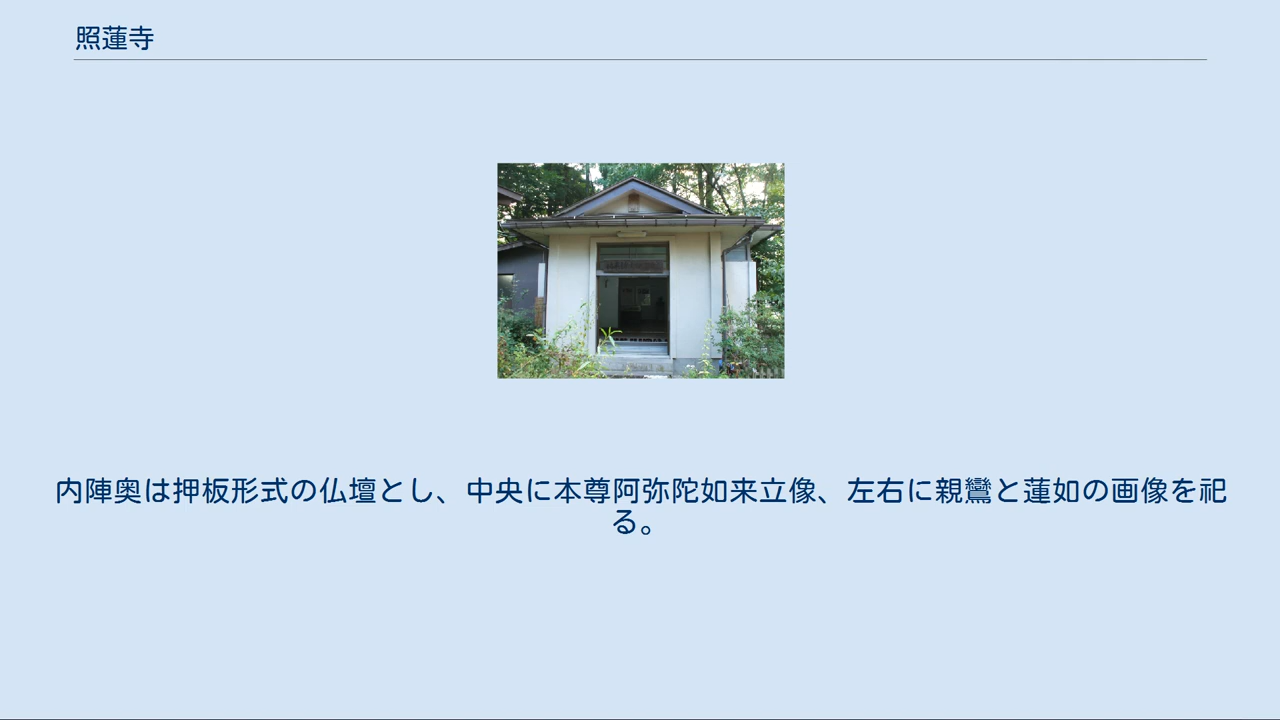 照蓮寺
内陣奥は押板形式の仏壇とし、中央に本尊阿弥陀如来立像、左右に親鸞と蓮如の画像を祀
る。